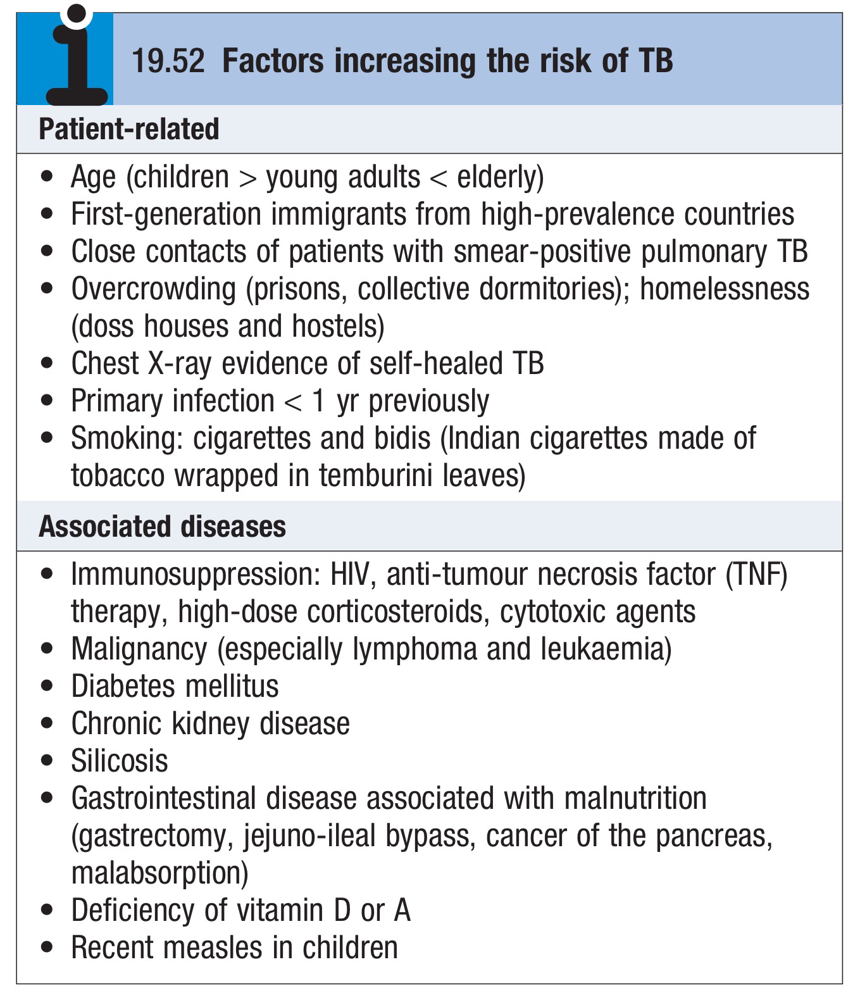 19.52 Factors increasing the risk of TB
Patient-related
• Age (children > young adults < elderly)
• First-generation immigrants from high-prevalence countries
• Close contacts of patients with smear-positive pulmonary TB
• Overcrowding (prisons, collective dormitories); homelessness
(doss houses and hostels)
• Chest X-ray evidence of self-healed TB
• Primary infection < 1 yr previously
• Smoking: cigarettes and bidis (Indian cigarettes made of
tobacco wrapped in temburini leaves)
Associated diseases
• Immunosuppression: HIV, anti-tumour necrosis factor (TNF)
therapy, high-dose corticosteroids, cytotoxic agents
• Malignancy (especially lymphoma and leukaemia)
• Diabetes mellitus
• Chronic kidney disease
• Silicosis
• Gastrointestinal disease associated with malnutrition
(gastrectomy, jejuno-ileal bypass, cancer of the pancreas,
malabsorption)
• Deficiency of vitamin D or A
• Recent measles in children